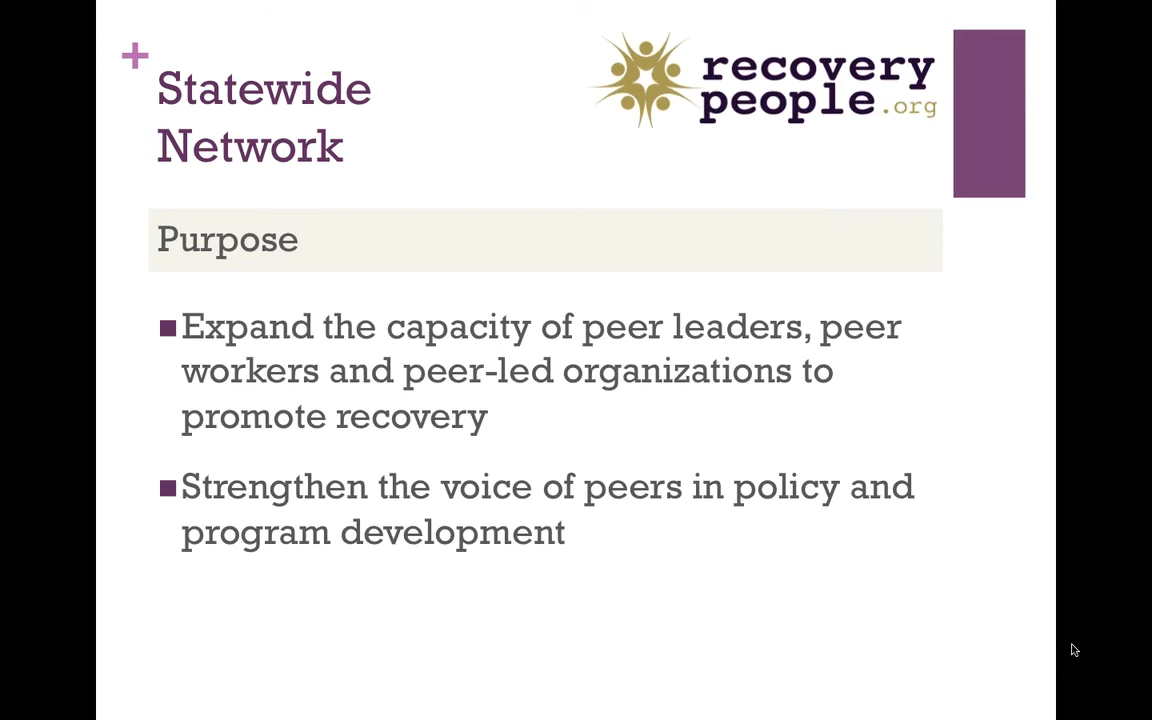 +
Statewide
Network
recovery
people.org
Purpose
Expand the capacity of peer leaders, peer
workers and peer-led organizations to
promote recovery
Strengthen the voice of peers in policy and
program development